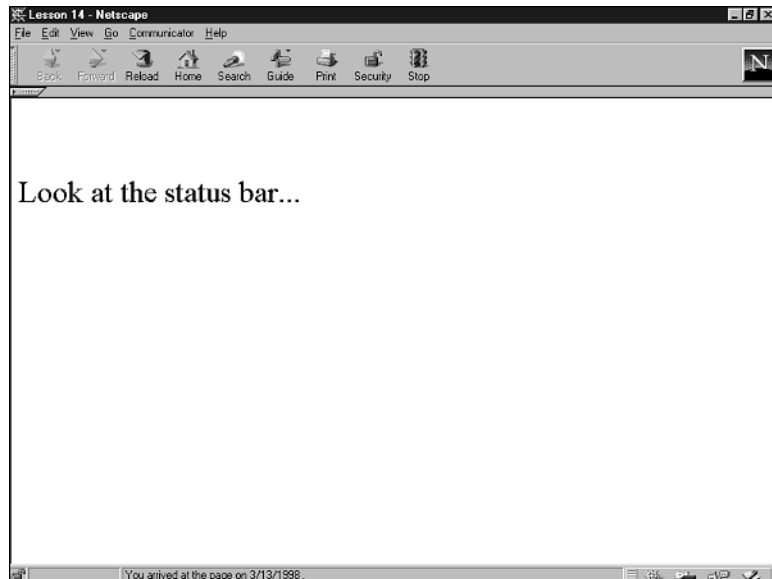 Lesson 14 - Netscape
File Edit View Go Communicator Help
Back Forward Reload Home Search Guide Print Security Stop
N
Look at the status bar...
You arrived at the page on 3/13/1998.